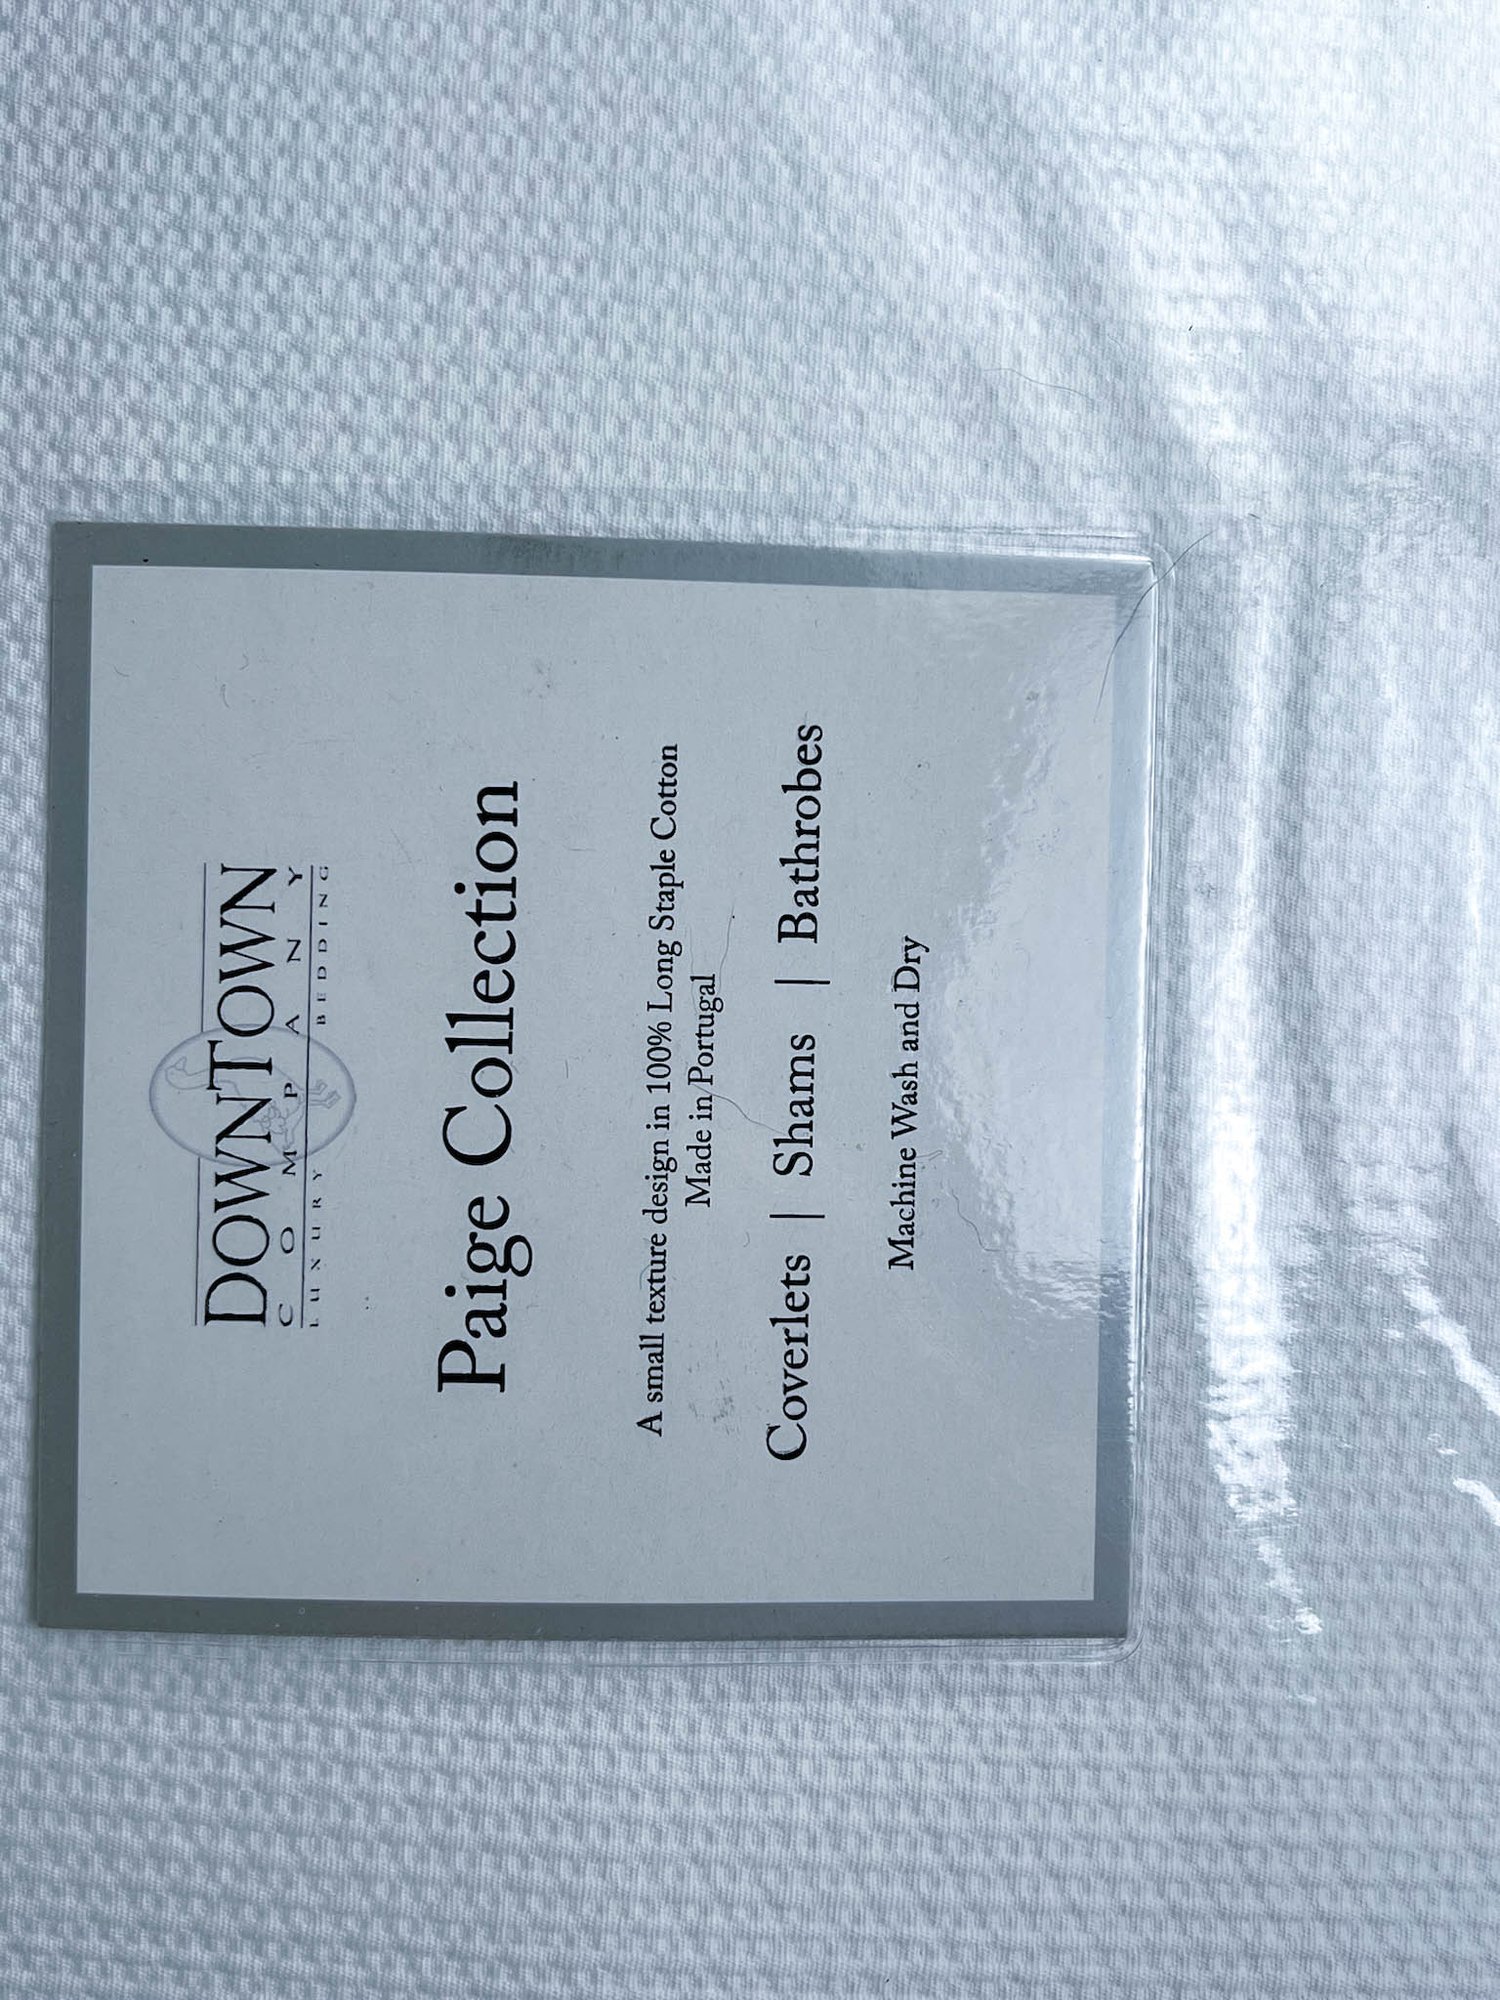 DOWNTOWN
COMPANY
LUXURY BEDDING
Paige Collection
A small texture design in 100% Long Staple Cotton
Made in Portugal
Coverlets | Shams | Bathrobes
Machine Wash and Dry